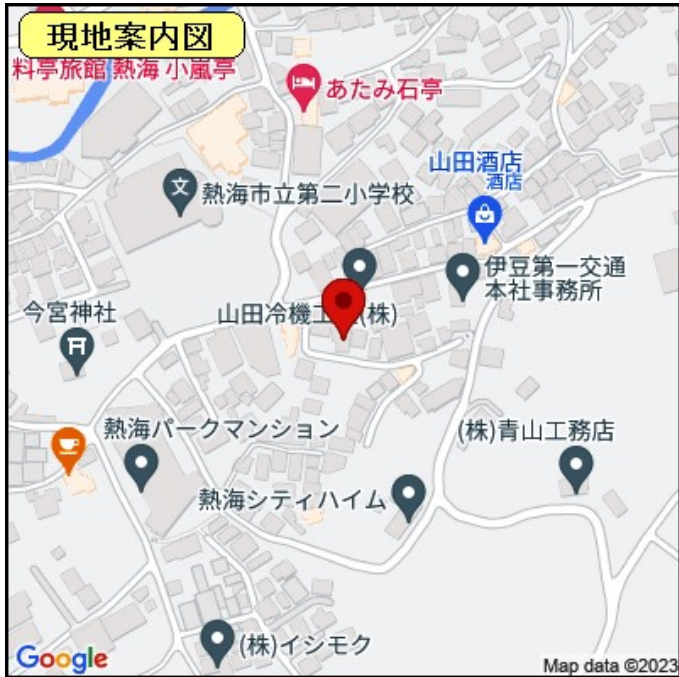 現地案内図
料亭旅館 熱海 小嵐亭
あたみ石亭
山田酒店
酒店
文
熱海市立第二小学校
伊豆第一交通
本社事務所
今宮神社
山田冷機工
(株)
熱海パークマンション
(株)青山工務店
熱海シティハイム
(株)イシモク
Google
Map data ©2023